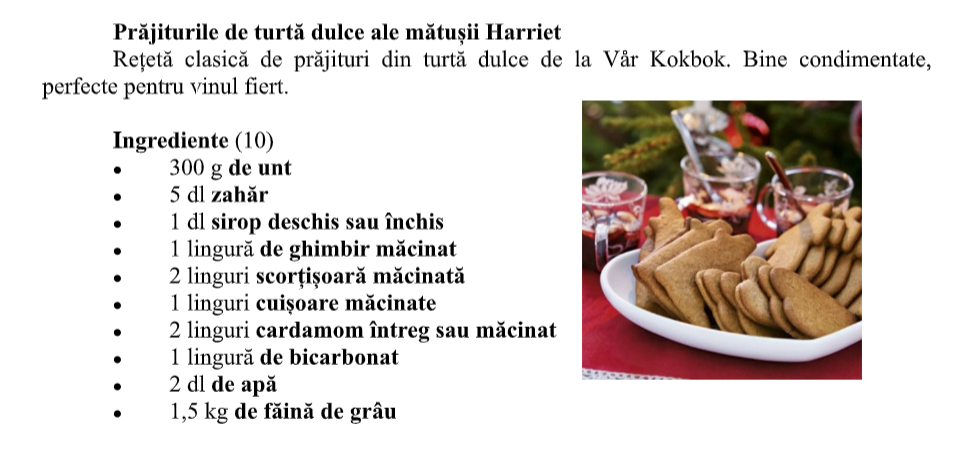 Prăjiturile de turtă dulce ale mătușii Harriet
Rețetă clasică de prăjituri din turtă dulce de la Vår Kokbok. Bine condimentate,
perfecte pentru vinul fiert.
Ingrediente (10)
• 300 g de unt
• 5 dl zahăr
• 1 dl sirop deschis sau închis
• 1 lingură de ghimbir măcinat
• 2 linguri scorțișoară măcinată
• 1 linguri cuișoare măcinate
• 2 linguri cardamom întreg sau măcinat
• 1 lingură de bicarbonat
• 2 dl de apă
• 1,5 kg de făină de grâu